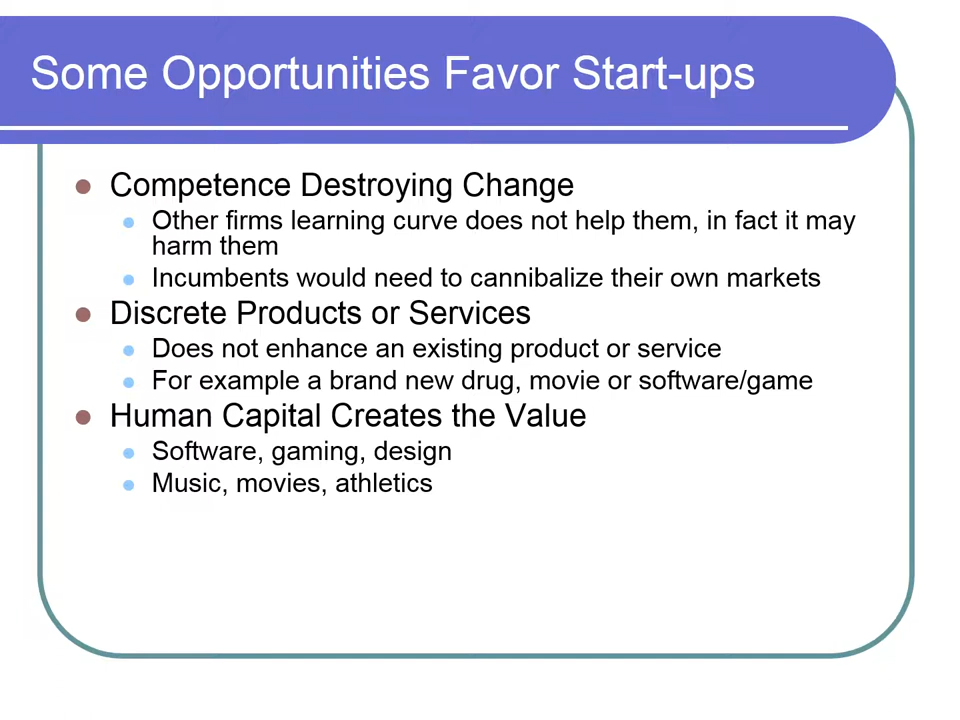 Some Opportunities Favor Start-ups
Competence Destroying Change
Other firms learning curve does not help them, in fact it may
harm them
Incumbents would need to cannibalize their own markets
Discrete Products or Services
Does not enhance an existing product or service
For example a brand new drug, movie or software/game
Human Capital Creates the Value
Software, gaming, design
Music, movies, athletics